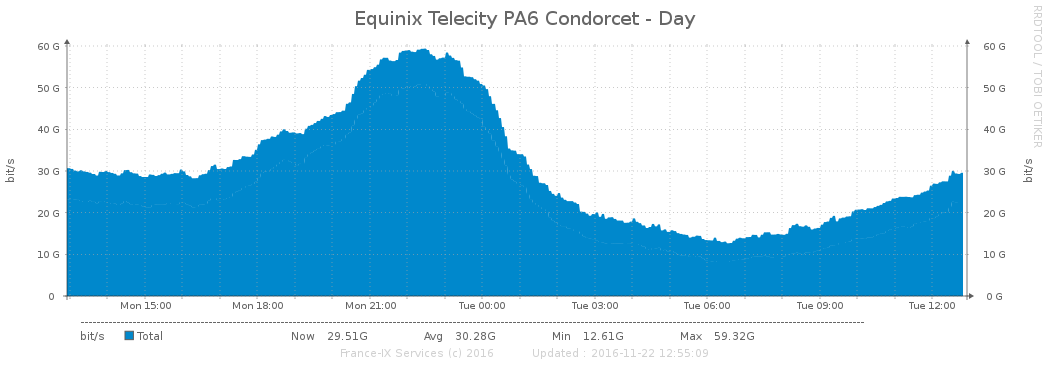 Equinix Telecity PA6 Condorcet - Day
RRDTOOL / TOBI OETIKER
bit/s
60 G
50 G
40 G
30 G
20 G
10 G
0
60 G
50 G
40 G
30 G
20 G
10 G
0 G
bit/s
Mon 15:00 Mon 18:00 Mon 21:00 Tue 00:00 Tue 03:00 Tue 06:00 Tue 09:00 Tue 12:00
bit/s Total Now 29.51G Avg 30.28G Min 12.61G Max 59.32G
France-IX Services (c) 2016 Updated : 2016-11-22 12:55:09